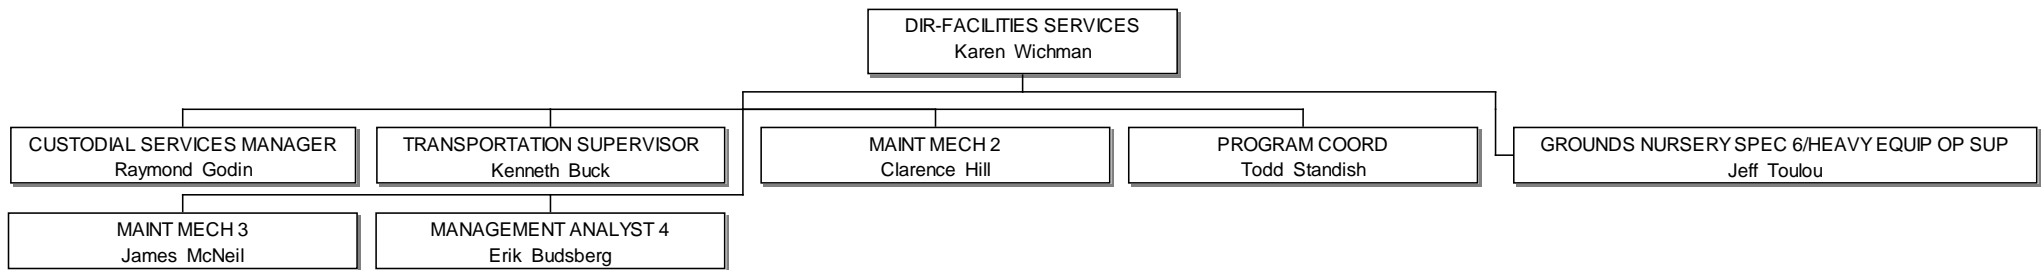 DIR-FACILITIES SERVICES
Karen Wichman
CUSTODIAL SERVICES MANAGER
Raymond Godin
TRANSPORTATION SUPERVISOR
Kenneth Buck
MAINT MECH 2
Clarence Hill
PROGRAM COORD
Todd Standish
GROUNDS NURSERY SPEC 6/HEAVY EQUIP OP SUP
Jeff Toulou
MAINT MECH 3
James McNeil
MANAGEMENT ANALYST 4
Erik Budsberg